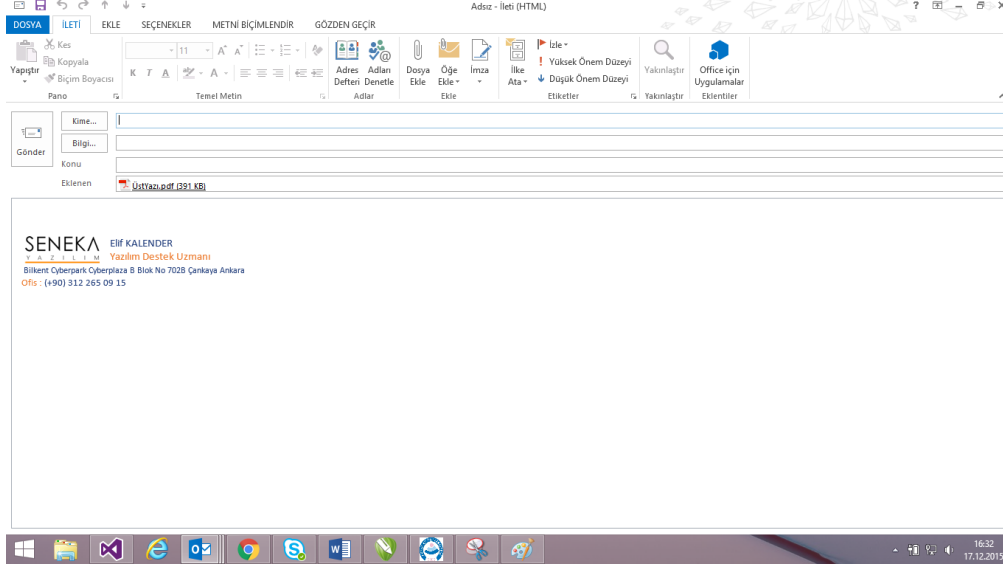 Adsız - İleti (HTML)
DOSYA İLETİ EKLE SEÇENEKLER METNİ BİÇİMLENDİR GÖZDEN GEÇİR
Yapıştır
Kes
Kopyala
Biçim Boyacısı
Pano
11
K T A
Temel Metin
Adres Defteri
Adları Denetle
Adlar
Dosya Ekle
Öğe Ekle
İmza
Ekle
İlke Ata
İzle
Yüksek Önem Düzeyi
Düşük Önem Düzeyi
Etiketler
Yakınlaştır
Yakınlaştır
Office için Uygulamalar
Eklentiler
Gönder
Kime...
Bilgi...
Konu
Eklenen ÜstYazı.pdf (391 KB)
SENEKA
YAZILIM
Elif KALENDER
Yazılım Destek Uzmanı
Bilkent Cyberpark Cyberplaza B Blok No 702B Çankaya Ankara
Ofis : (+90) 312 265 09 15
16:32
17.12.2015